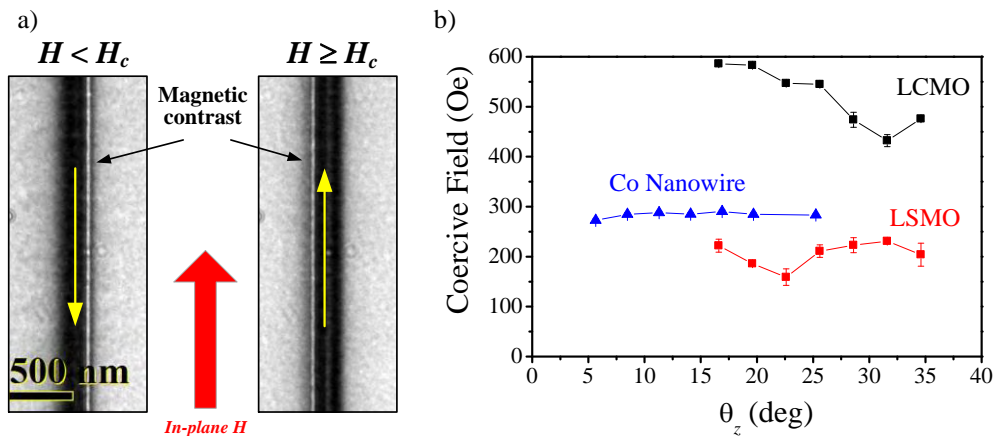 a)
H < Hc
H ≥ Hc
Magnetic
contrast
500 nm
In-plane H
b)
Coercive Field (Oe)
600
500
400
300
200
100
0
LCMO
Co Nanowire
LSMO
0 5 10 15 20 25 30 35 40
θz (deg)